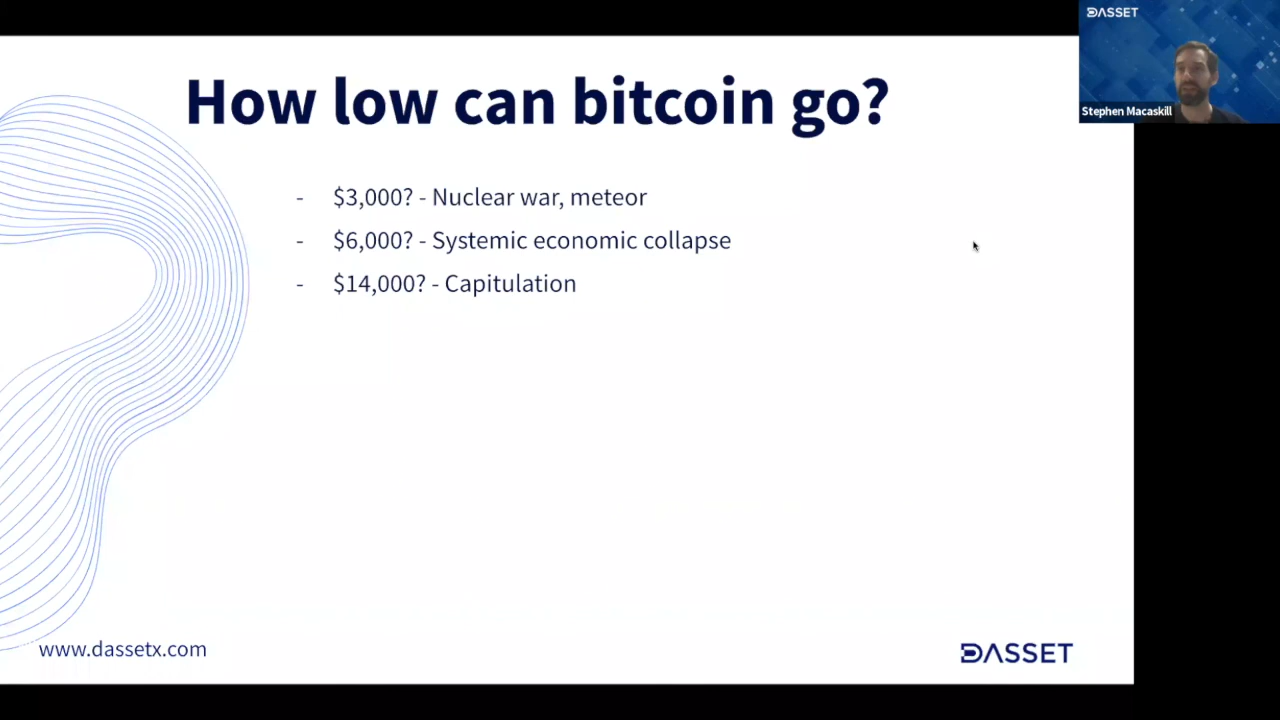 DASSET
Stephen Macaskill
How low can bitcoin go?
- $3,000? - Nuclear war, meteor
- $6,000? - Systemic economic collapse
- $14,000? - Capitulation
www.dassetx.com
DASSET